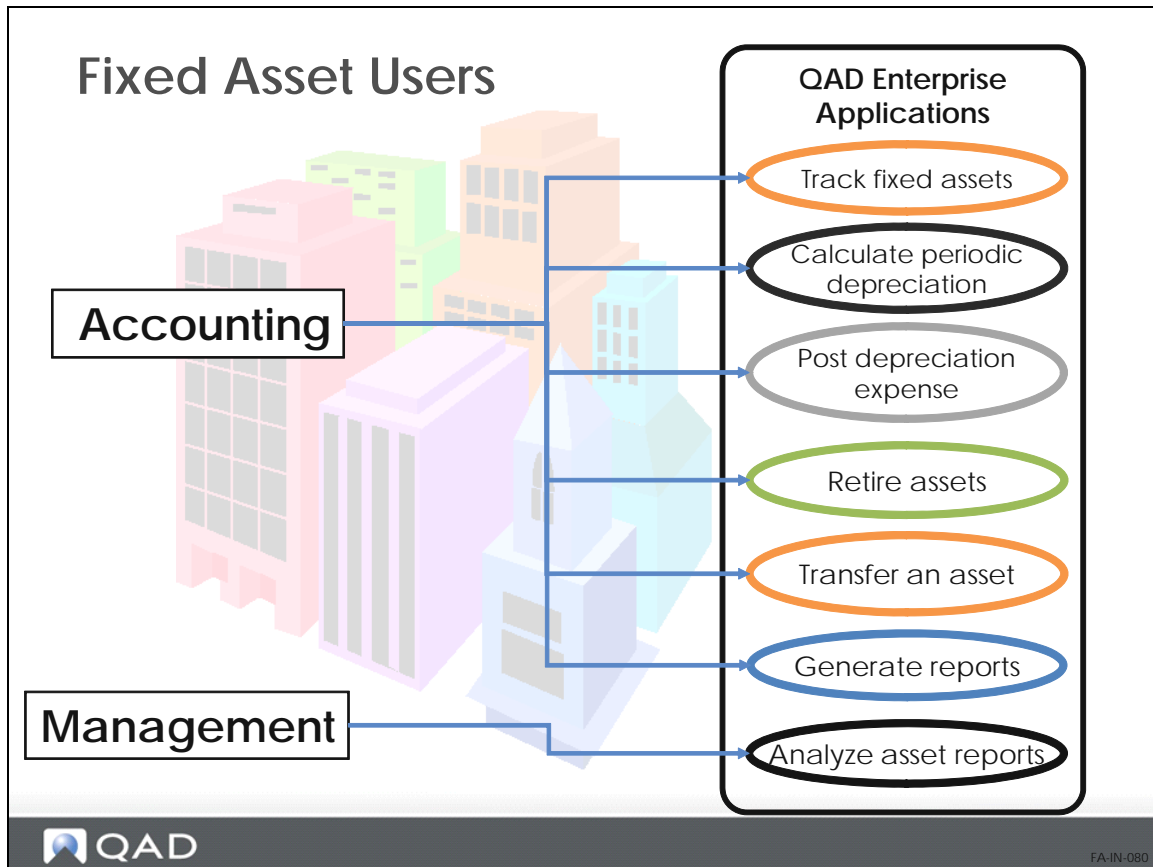 Fixed Asset Users
QAD Enterprise
Applications
Track fixed assets
Calculate periodic
depreciation
Accounting
Post depreciation
expense
Retire assets
Transfer an asset
Generate reports
Management
Analyze asset reports
QAD
FA-IN-080